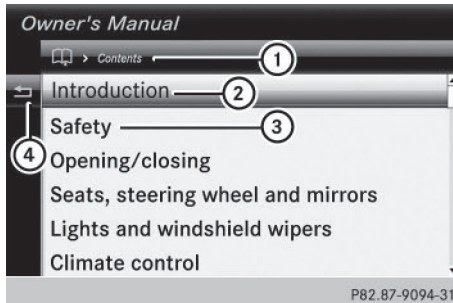 Owner's Manual
> Contents
1
Introduction 2
Safety 3
4
Opening/closing
Seats, steering wheel and mirrors
Lights and windshield wipers
Climate control
P82.87-9094-31